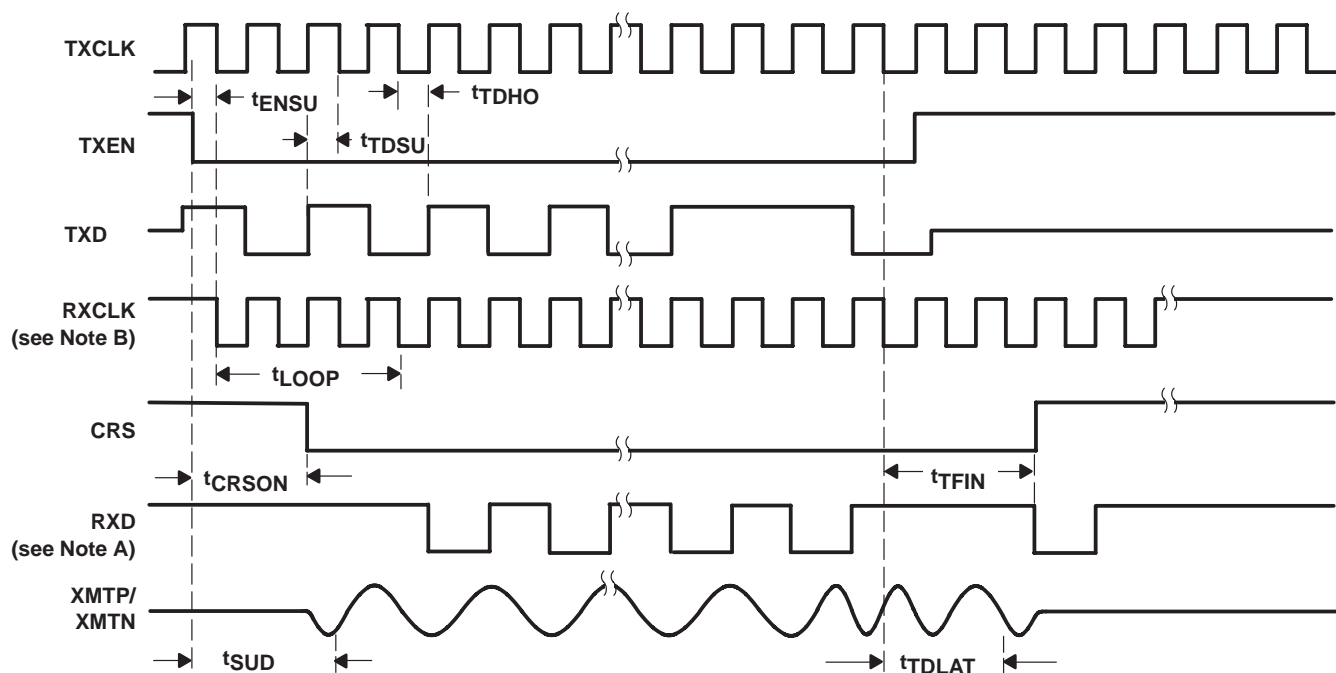 TXCLK
tENSU
tTDHO
TXEN
tTDSU
TXD
RXCLK
(see Note B)
tLOOP
CRS
tCRSON
tTFIN
RXD
(see Note A)
XMTP/
XMTN
tSUD
tTDLAT